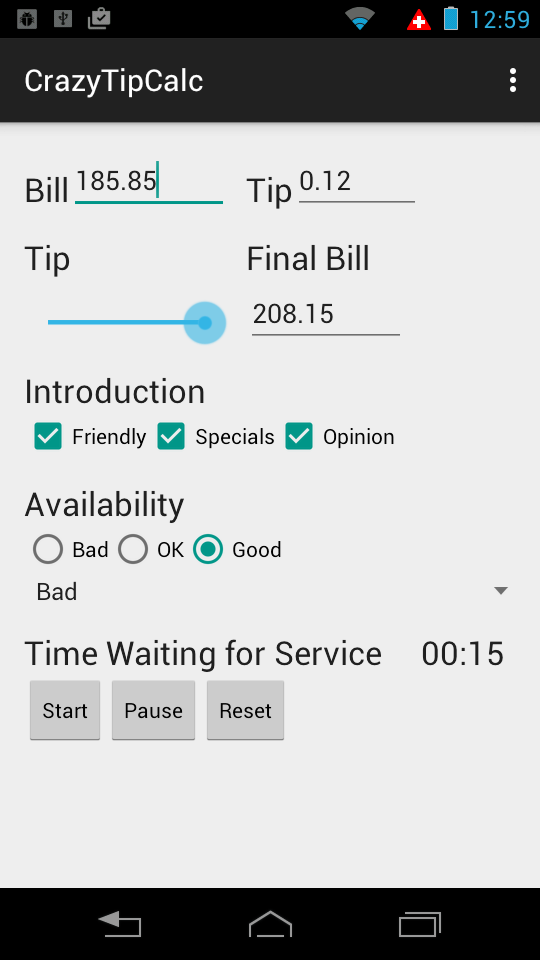 12:59
CrazyTipCalc
Bill 185.85 Tip 0.12
Tip Final Bill
208.15
Introduction
Friendly Specials Opinion
Availability
Bad OK Good
Bad
Time Waiting for Service 00:15
Start Pause Reset